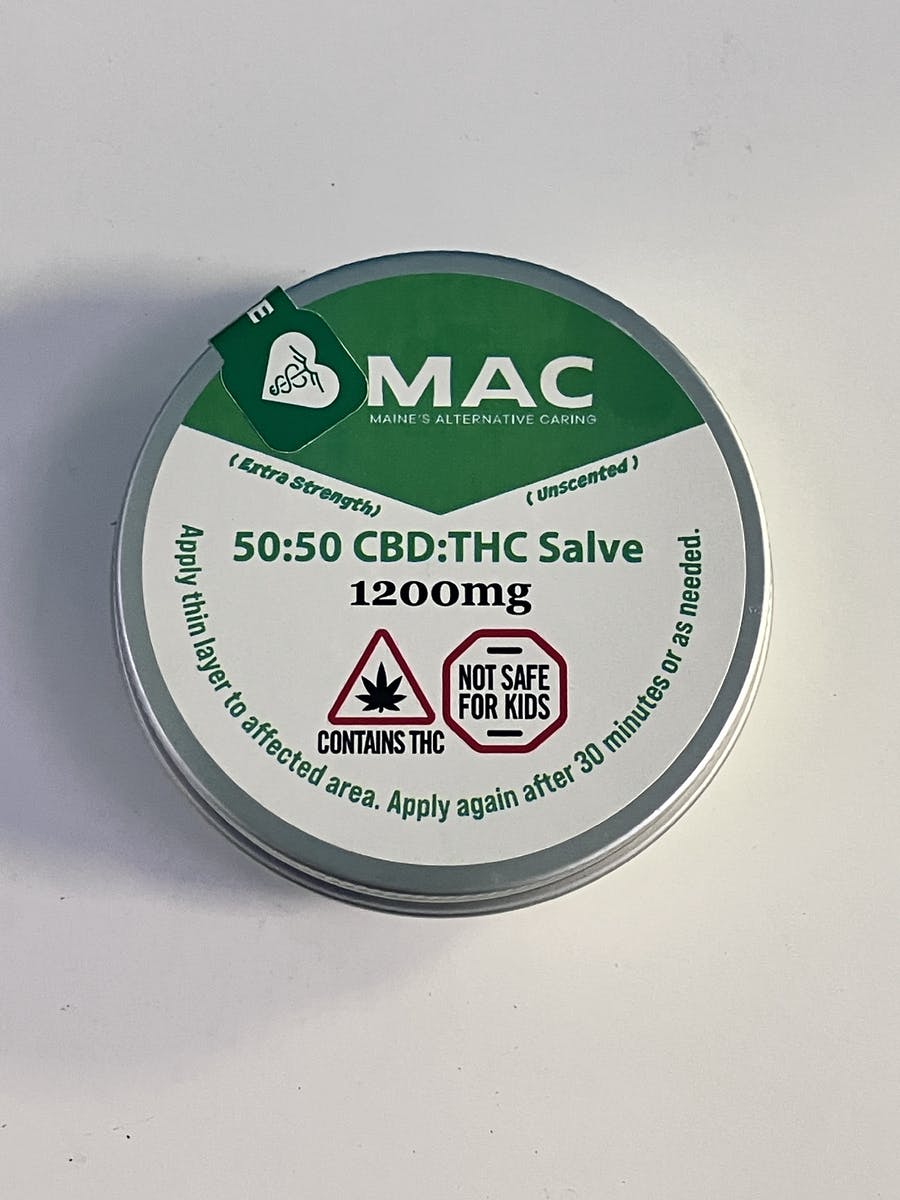 E
MAC
MAINE'S ALTERNATIVE CARING
(Extra Strength)
(Unscented)
50:50 CBD:THC Salve
1200mg
NOT SAFE
FOR KIDS
CONTAINS THC
Apply thin layer to affected area. Apply again after 30 minutes or as needed.